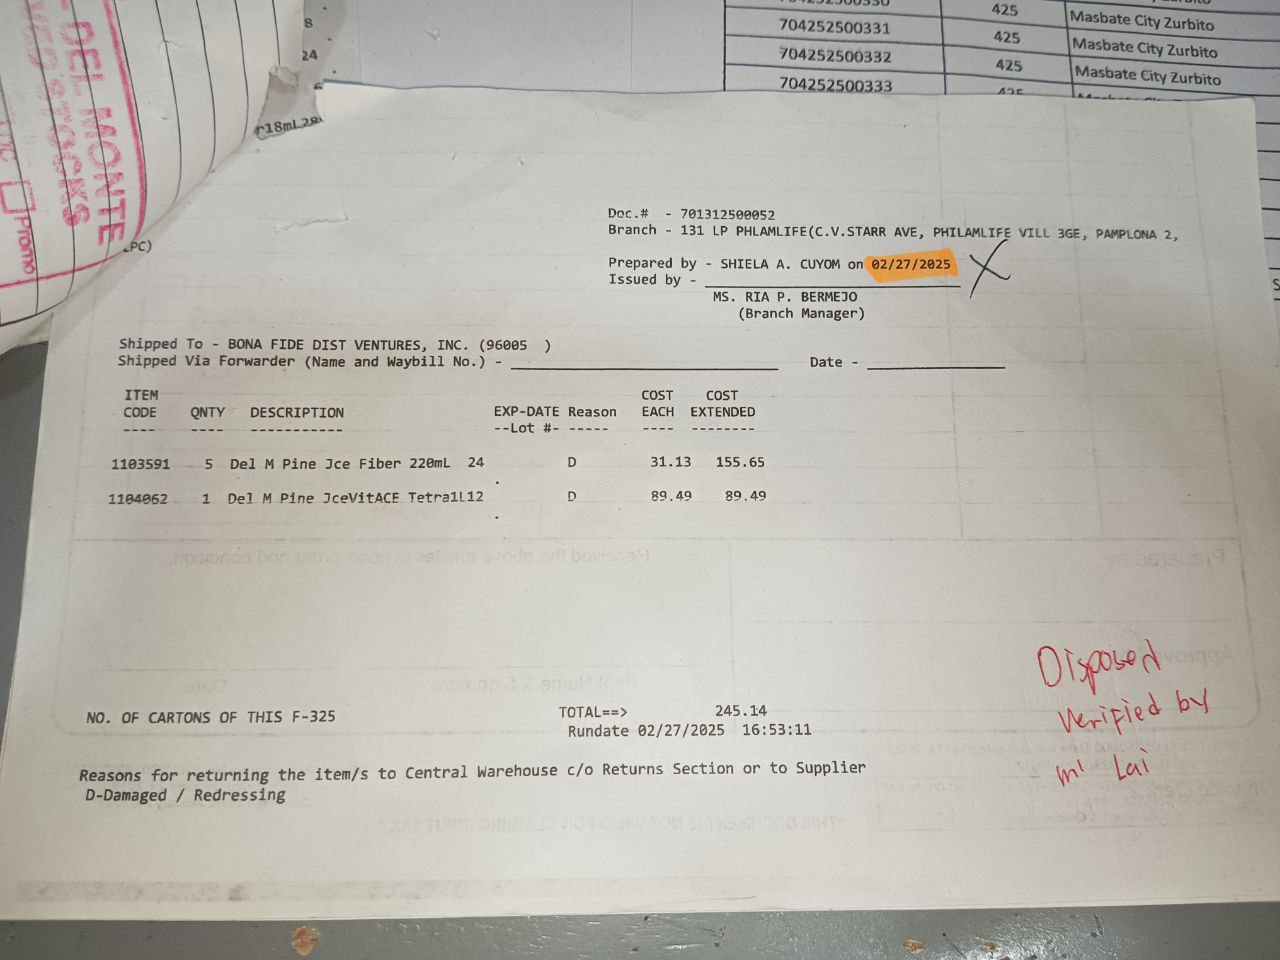 DEL MONTE
STOCKS
Promo
8
24
r18mL
704252500331 425 Masbate City Zurbito
704252500332 425 Masbate City Zurbito
704252500333 425 Masbate City Zurbito
Doc.# - 701312500052
Branch - 131 LP PHLAMLIFE(C.V.STARR AVE, PHILAMLIFE VILL 3GE, PAMPLONA 2,
PC)
Prepared by - SHIELA A. CUYOM on 02/27/2025
Issued by -
MS. RIA P. BERMEJO
(Branch Manager)
Shipped To - BONA FIDE DIST VENTURES, INC. (96005 )
Shipped Via Forwarder (Name and Waybill No.) - Date -
ITEM COST COST
CODE QNTY DESCRIPTION EXP-DATE Reason EACH EXTENDED
---- ---- ----------- --Lot #- ----- ---- --------
1103591 5 Del M Pine Jce Fiber 220mL 24 D 31.13 155.65
1104062 1 Del M Pine JceVitACE Tetra1L12 D 89.49 89.49
NO. OF CARTONS OF THIS F-325 TOTAL==> 245.14
Rundate 02/27/2025 16:53:11
Reasons for returning the item/s to Central Warehouse c/o Returns Section or to Supplier
D-Damaged / Redressing
Disposed
Verified by
m' Lai